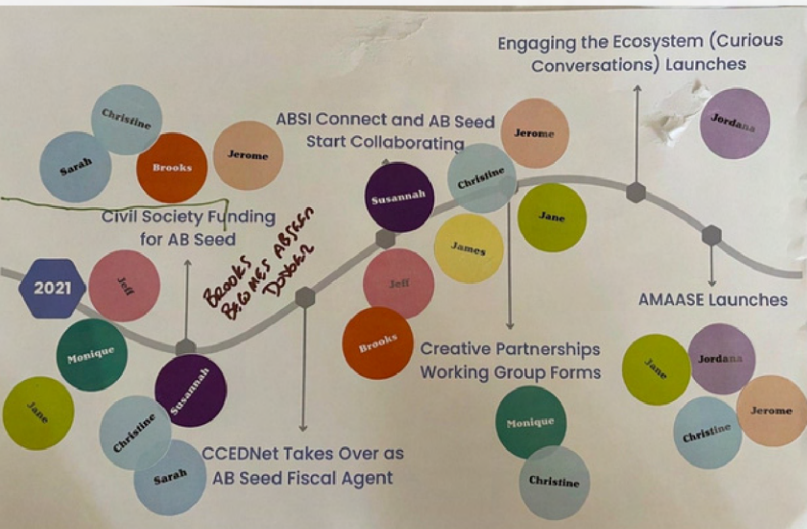 Engaging the Ecosystem (Curious
Conversations) Launches
Christine
Sarah
Brooks
Jerome
ABSI Connect and AB Seed
Start Collaborating
Jerome
Jordana
Susannah
Christine
Jane
James
Civil Society Funding
for AB Seed
BROOKS
BECOMES ABSEED
DONOR
2021
Jeff
Jeff
AMAASE Launches
Monique
Brooks
Creative Partnerships
Working Group Forms
Jane
Jordana
Susannah
Jane
Christine
Monique
Christine
Jerome
CCEDNet Takes Over as
AB Seed Fiscal Agent
Sarah
Christine